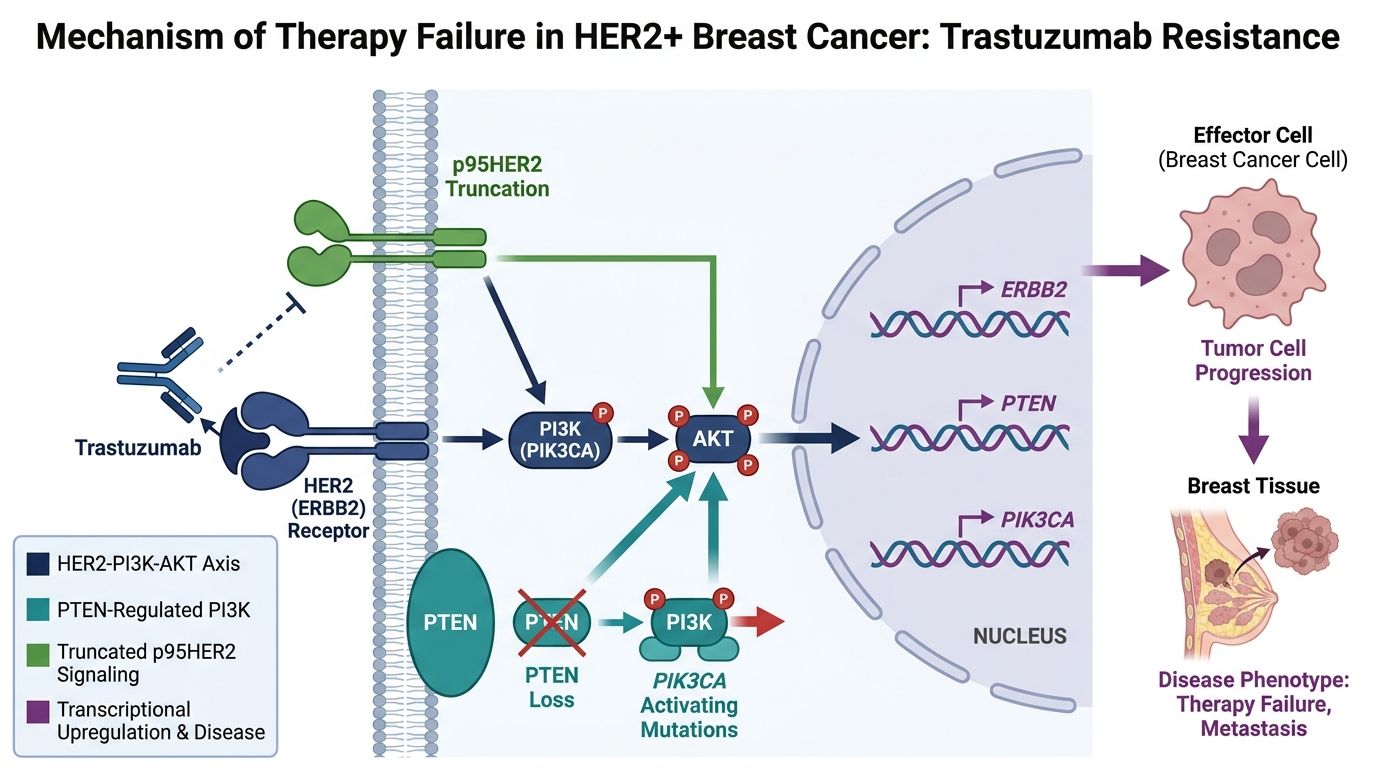 Mechanism of Therapy Failure in HER2+ Breast Cancer: Trastuzumab Resistance
p95HER2
Truncation
Trastuzumab
HER2
(ERBB2)
Receptor
PI3K
(PIK3CA)
P
AKT
P
P
P
P
PTEN
PTEN
PTEN
Loss
PI3K
P
P
PIK3CA
Activating
Mutations
ERBB2
PTEN
PIK3CA
NUCLEUS
Effector Cell
(Breast Cancer Cell)
Tumor Cell
Progression
Breast Tissue
Disease Phenotype:
Therapy Failure,
Metastasis
HER2-PI3K-AKT Axis
PTEN-Regulated PI3K
Truncated p95HER2
Signaling
Transcriptional
Upregulation & Disease